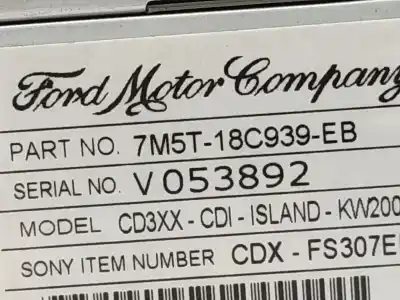 Ford Motor Company
PART NO. 7M5T-18C939-EB
SERIAL NO. V053892
MODEL CD3XX - CDI - ISLAND - KW200
SONY ITEM NUMBER CDX - FS307E